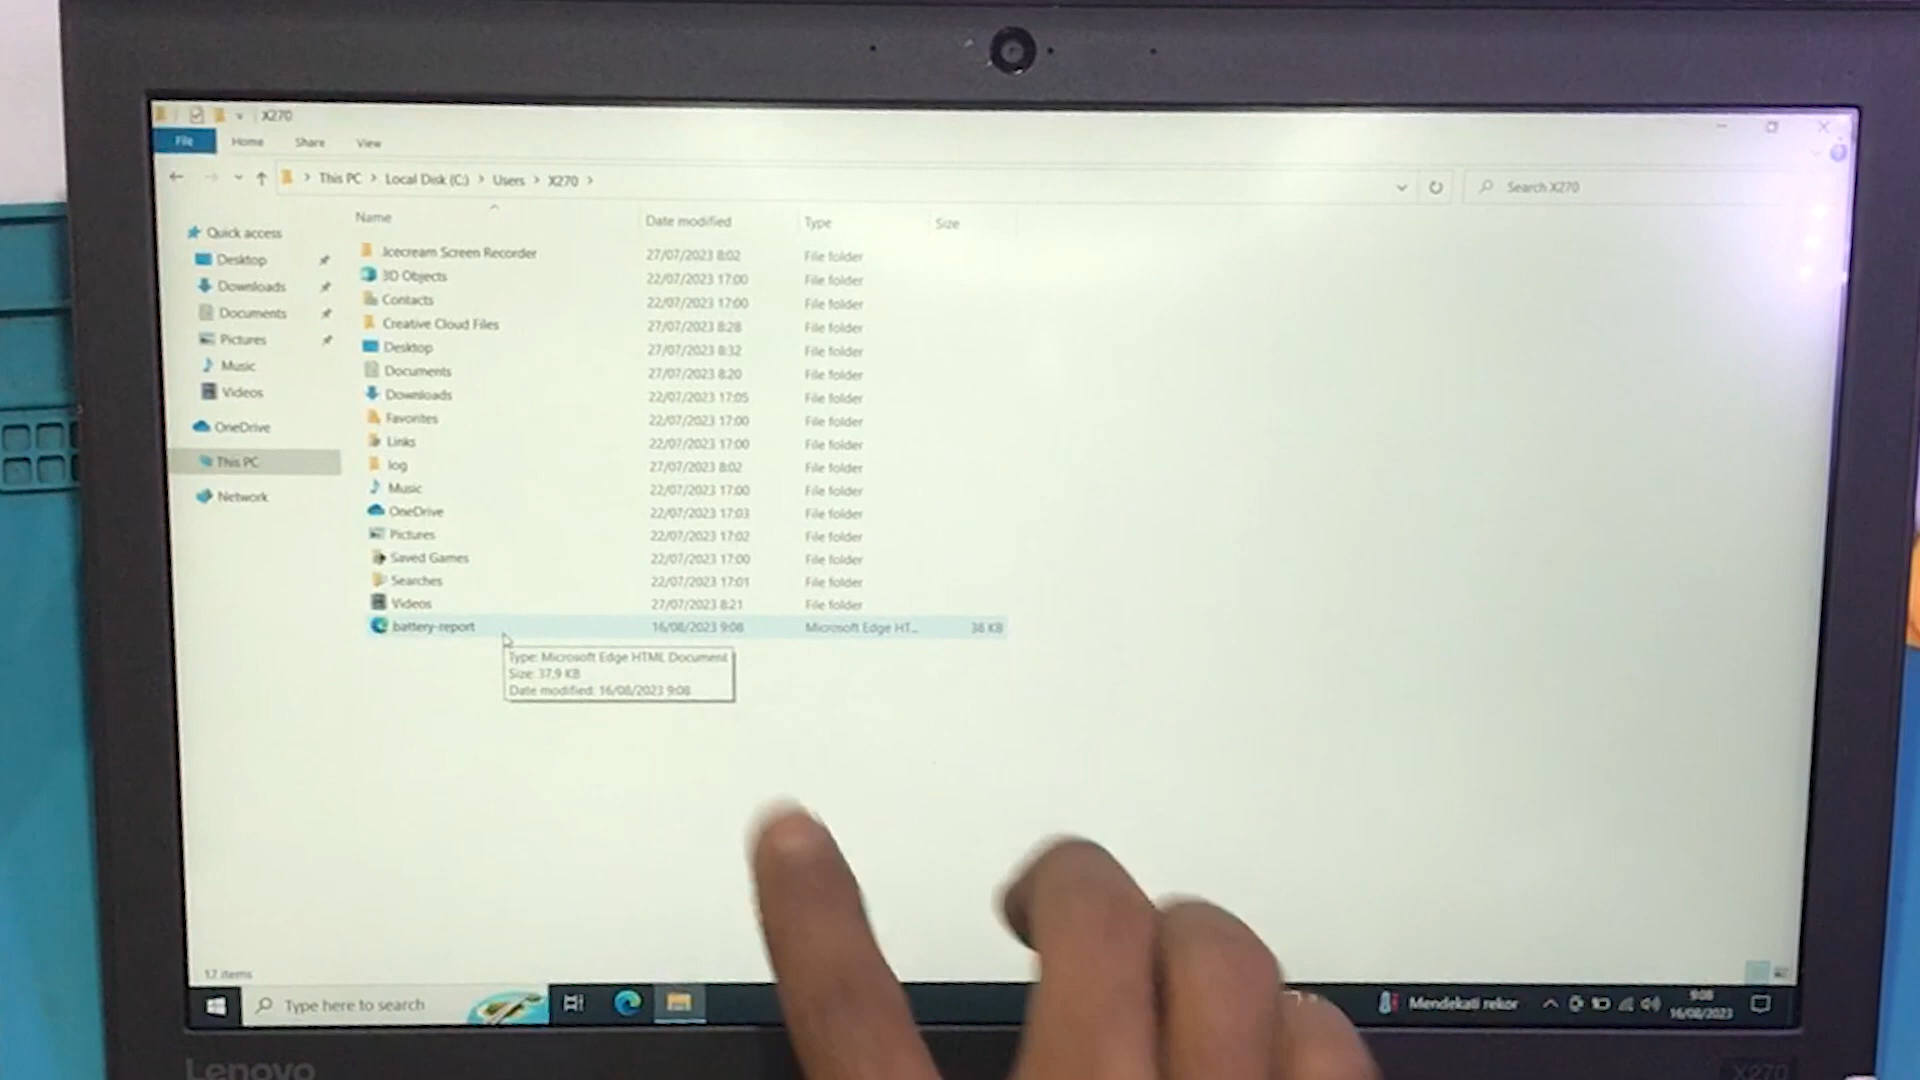 X270
File Home Share View
This PC > Local Disk (C:) > Users > X270 >
Search X270
Name Date modified Type Size
Quick access
Desktop
Downloads
Documents
Pictures
Music
Videos
OneDrive
This PC
Network
.Icecream Screen Recorder 27/07/2023 8:02 File folder
3D Objects 22/07/2023 17:00 File folder
Contacts 22/07/2023 17:00 File folder
Creative Cloud Files 27/07/2023 8:28 File folder
Desktop 27/07/2023 8:32 File folder
Documents 27/07/2023 8:20 File folder
Downloads 22/07/2023 17:05 File folder
Favorites 22/07/2023 17:00 File folder
Links 22/07/2023 17:00 File folder
log 27/07/2023 8:02 File folder
Music 22/07/2023 17:00 File folder
OneDrive 22/07/2023 17:03 File folder
Pictures 22/07/2023 17:02 File folder
Saved Games 22/07/2023 17:00 File folder
Searches 22/07/2023 17:01 File folder
Videos 27/07/2023 8:21 File folder
battery-report 16/08/2023 9:08 Microsoft Edge HT... 38 KB
Type: Microsoft Edge HTML Document
Size: 37,9 KB
Date modified: 16/08/2023 9:08
17 items
Type here to search
Mendekati rekor
9:08
16/08/2023
Lenovo
X270